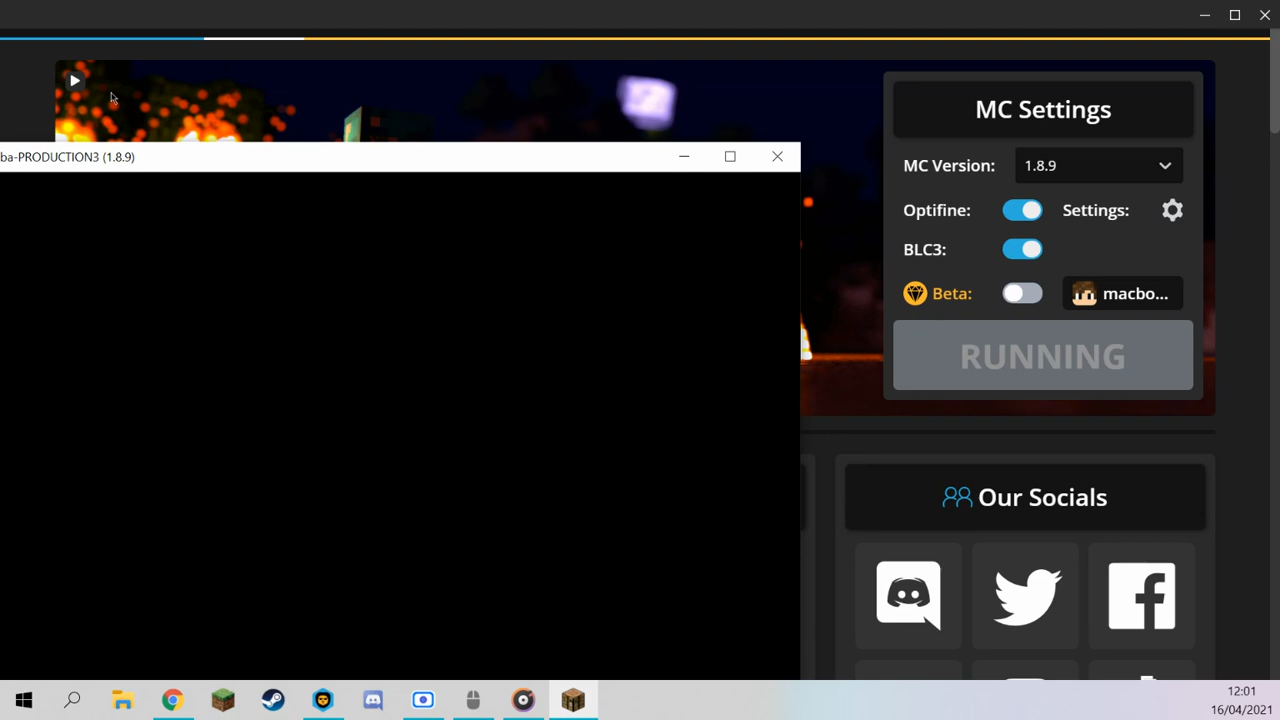 MC Settings
ba-PRODUCTION3 (1.8.9)
MC Version: 1.8.9
Optifine: Settings:
BLC3:
Beta: macbo...
RUNNING
Our Socials
12:01
16/04/2021